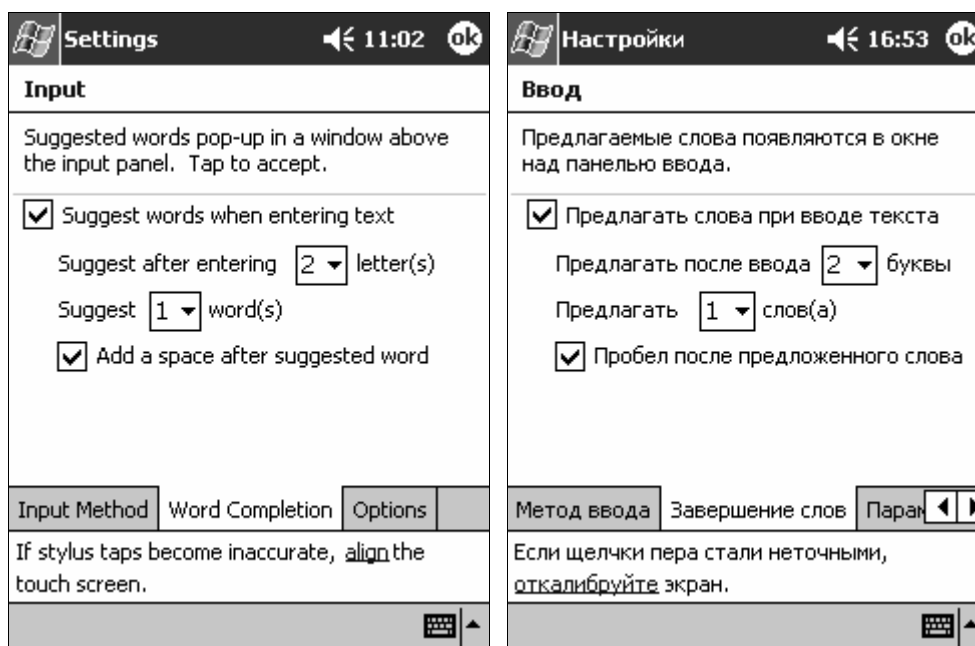 Settings 11:02 ok
Input
Suggested words pop-up in a window above
the input panel. Tap to accept.
Suggest words when entering text
Suggest after entering 2 letter(s)
Suggest 1 word(s)
Add a space after suggested word
Input Method Word Completion Options
If stylus taps become inaccurate, align the
touch screen.
Настройки 16:53 ok
Ввод
Предлагаемые слова появляются в окне
над панелью ввода.
Предлагать слова при вводе текста
Предлагать после ввода 2 буквы
Предлагать 1 слов(а)
Пробел после предложенного слова
Метод ввода Завершение слов Парам
Если щелчки пера стали неточными,
откалибруйте экран.